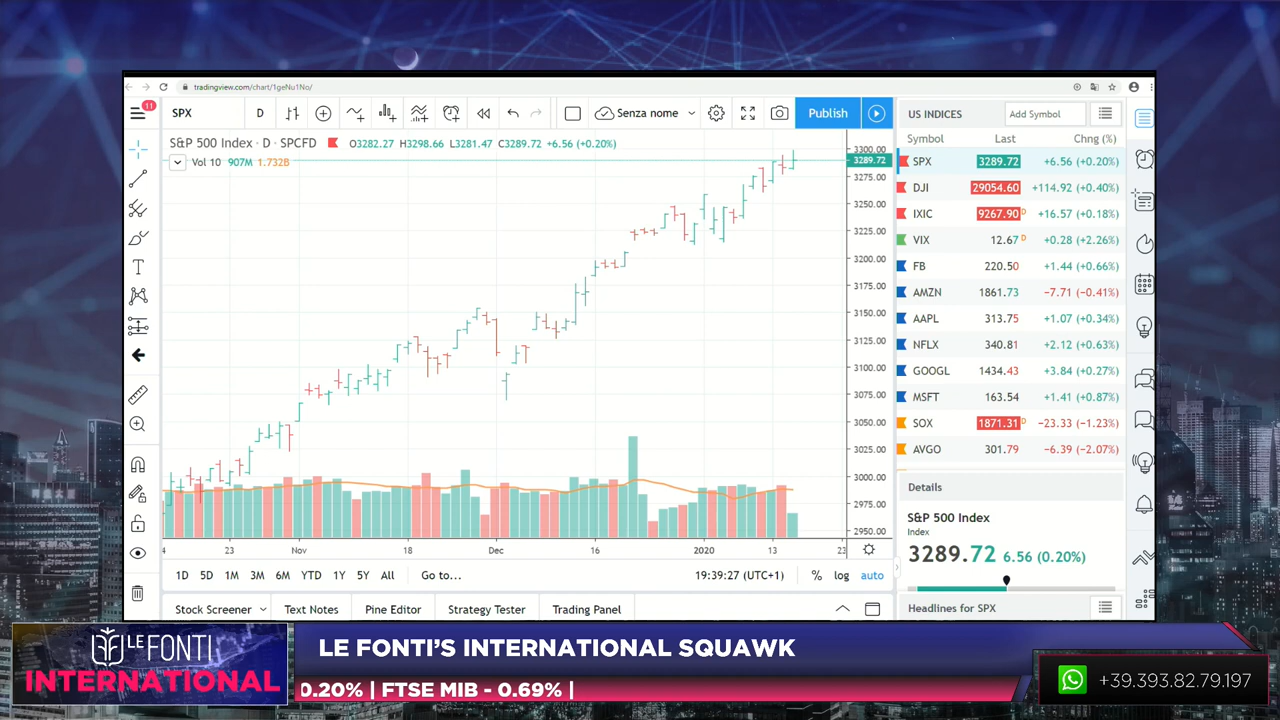 tradingview.com/chart/1geNu1No/
11
SPX
D
Senza nome
Publish
S&P 500 Index · D · SPCFD
O3282.27 H3298.66 L3281.47 C3289.72 +6.56 (+0.20%)
Vol 10 907M 1.732B
3300.00
3289.72
3275.00
3250.00
3225.00
3200.00
3175.00
3150.00
3125.00
3100.00
3075.00
3050.00
3025.00
3000.00
2975.00
2950.00
4 23 Nov 18 Dec 16 2020 13 23
1D 5D 1M 3M 6M YTD 1Y 5Y All Go to...
19:39:27 (UTC+1) % log auto
Stock Screener Text Notes Pine Editor Strategy Tester Trading Panel
US INDICES Add Symbol
Symbol Last Chng (%)
SPX 3289.72 +6.56 (+0.20%)
DJI 29054.60 +114.92 (+0.40%)
IXIC 9267.90 D +16.57 (+0.18%)
VIX 12.67 D +0.28 (+2.26%)
FB 220.50 +1.44 (+0.66%)
AMZN 1861.73 −7.71 (−0.41%)
AAPL 313.75 +1.07 (+0.34%)
NFLX 340.81 +2.12 (+0.63%)
GOOGL 1434.43 +3.84 (+0.27%)
MSFT 163.54 +1.41 (+0.87%)
SOX 1871.31 D −23.33 (−1.23%)
AVGO 301.79 −6.39 (−2.07%)
Details
S&P 500 Index
Index
3289.72 6.56 (0.20%)
Headlines for SPX
LE FONTI
INTERNATIONAL
LE FONTI'S INTERNATIONAL SQUAWK
0.20% | FTSE MIB - 0.69% |
+39.393.82.79.197